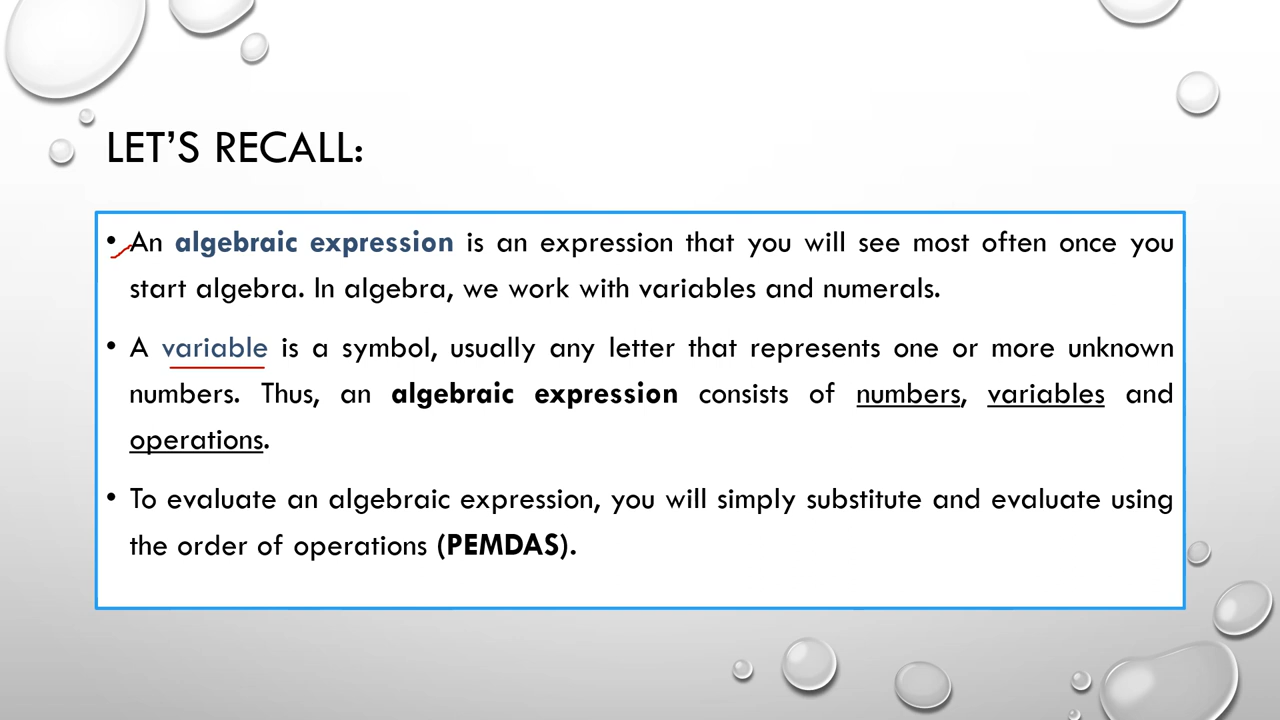 LET’S RECALL:
• An algebraic expression is an expression that you will see most often once you
start algebra. In algebra, we work with variables and numerals.
• A variable is a symbol, usually any letter that represents one or more unknown
numbers. Thus, an algebraic expression consists of numbers, variables and
operations.
• To evaluate an algebraic expression, you will simply substitute and evaluate using
the order of operations (PEMDAS).